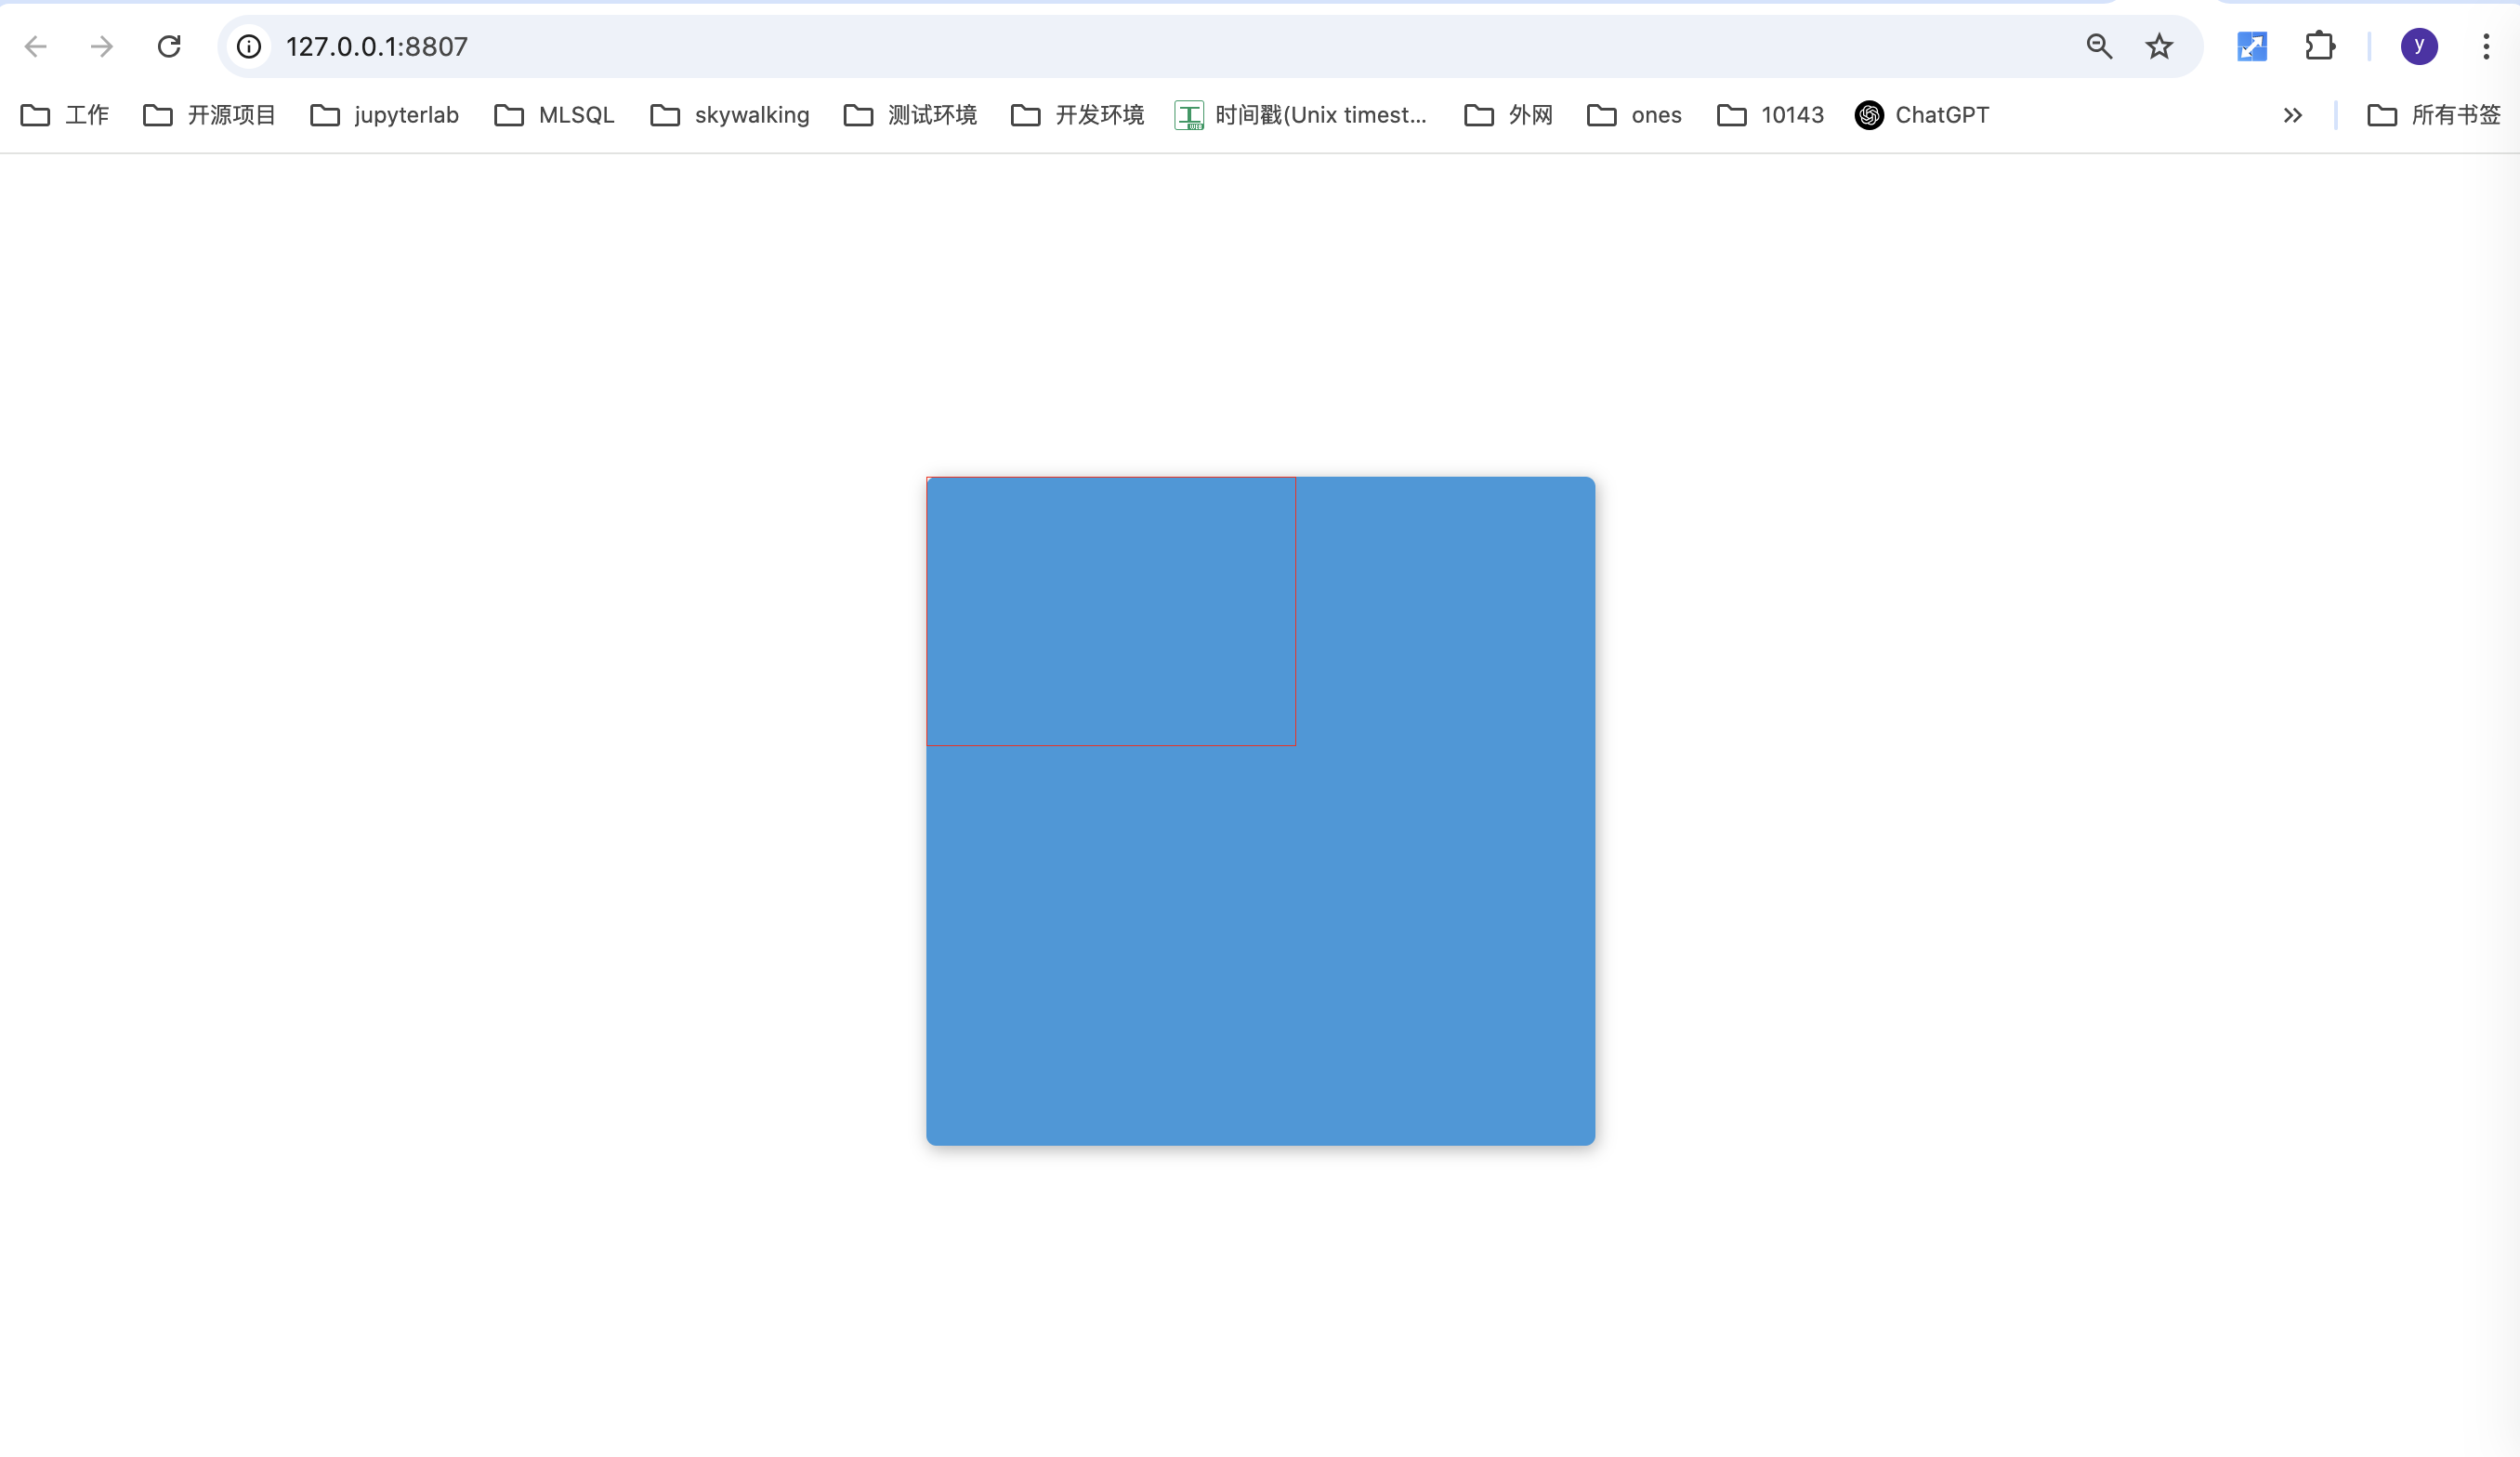 127.0.0.1:8807 y
工作 开源项目 jupyterlab MLSQL skywalking 测试环境 开发环境 工 时间戳(Unix timest... 外网 ones 10143 ChatGPT 所有书签